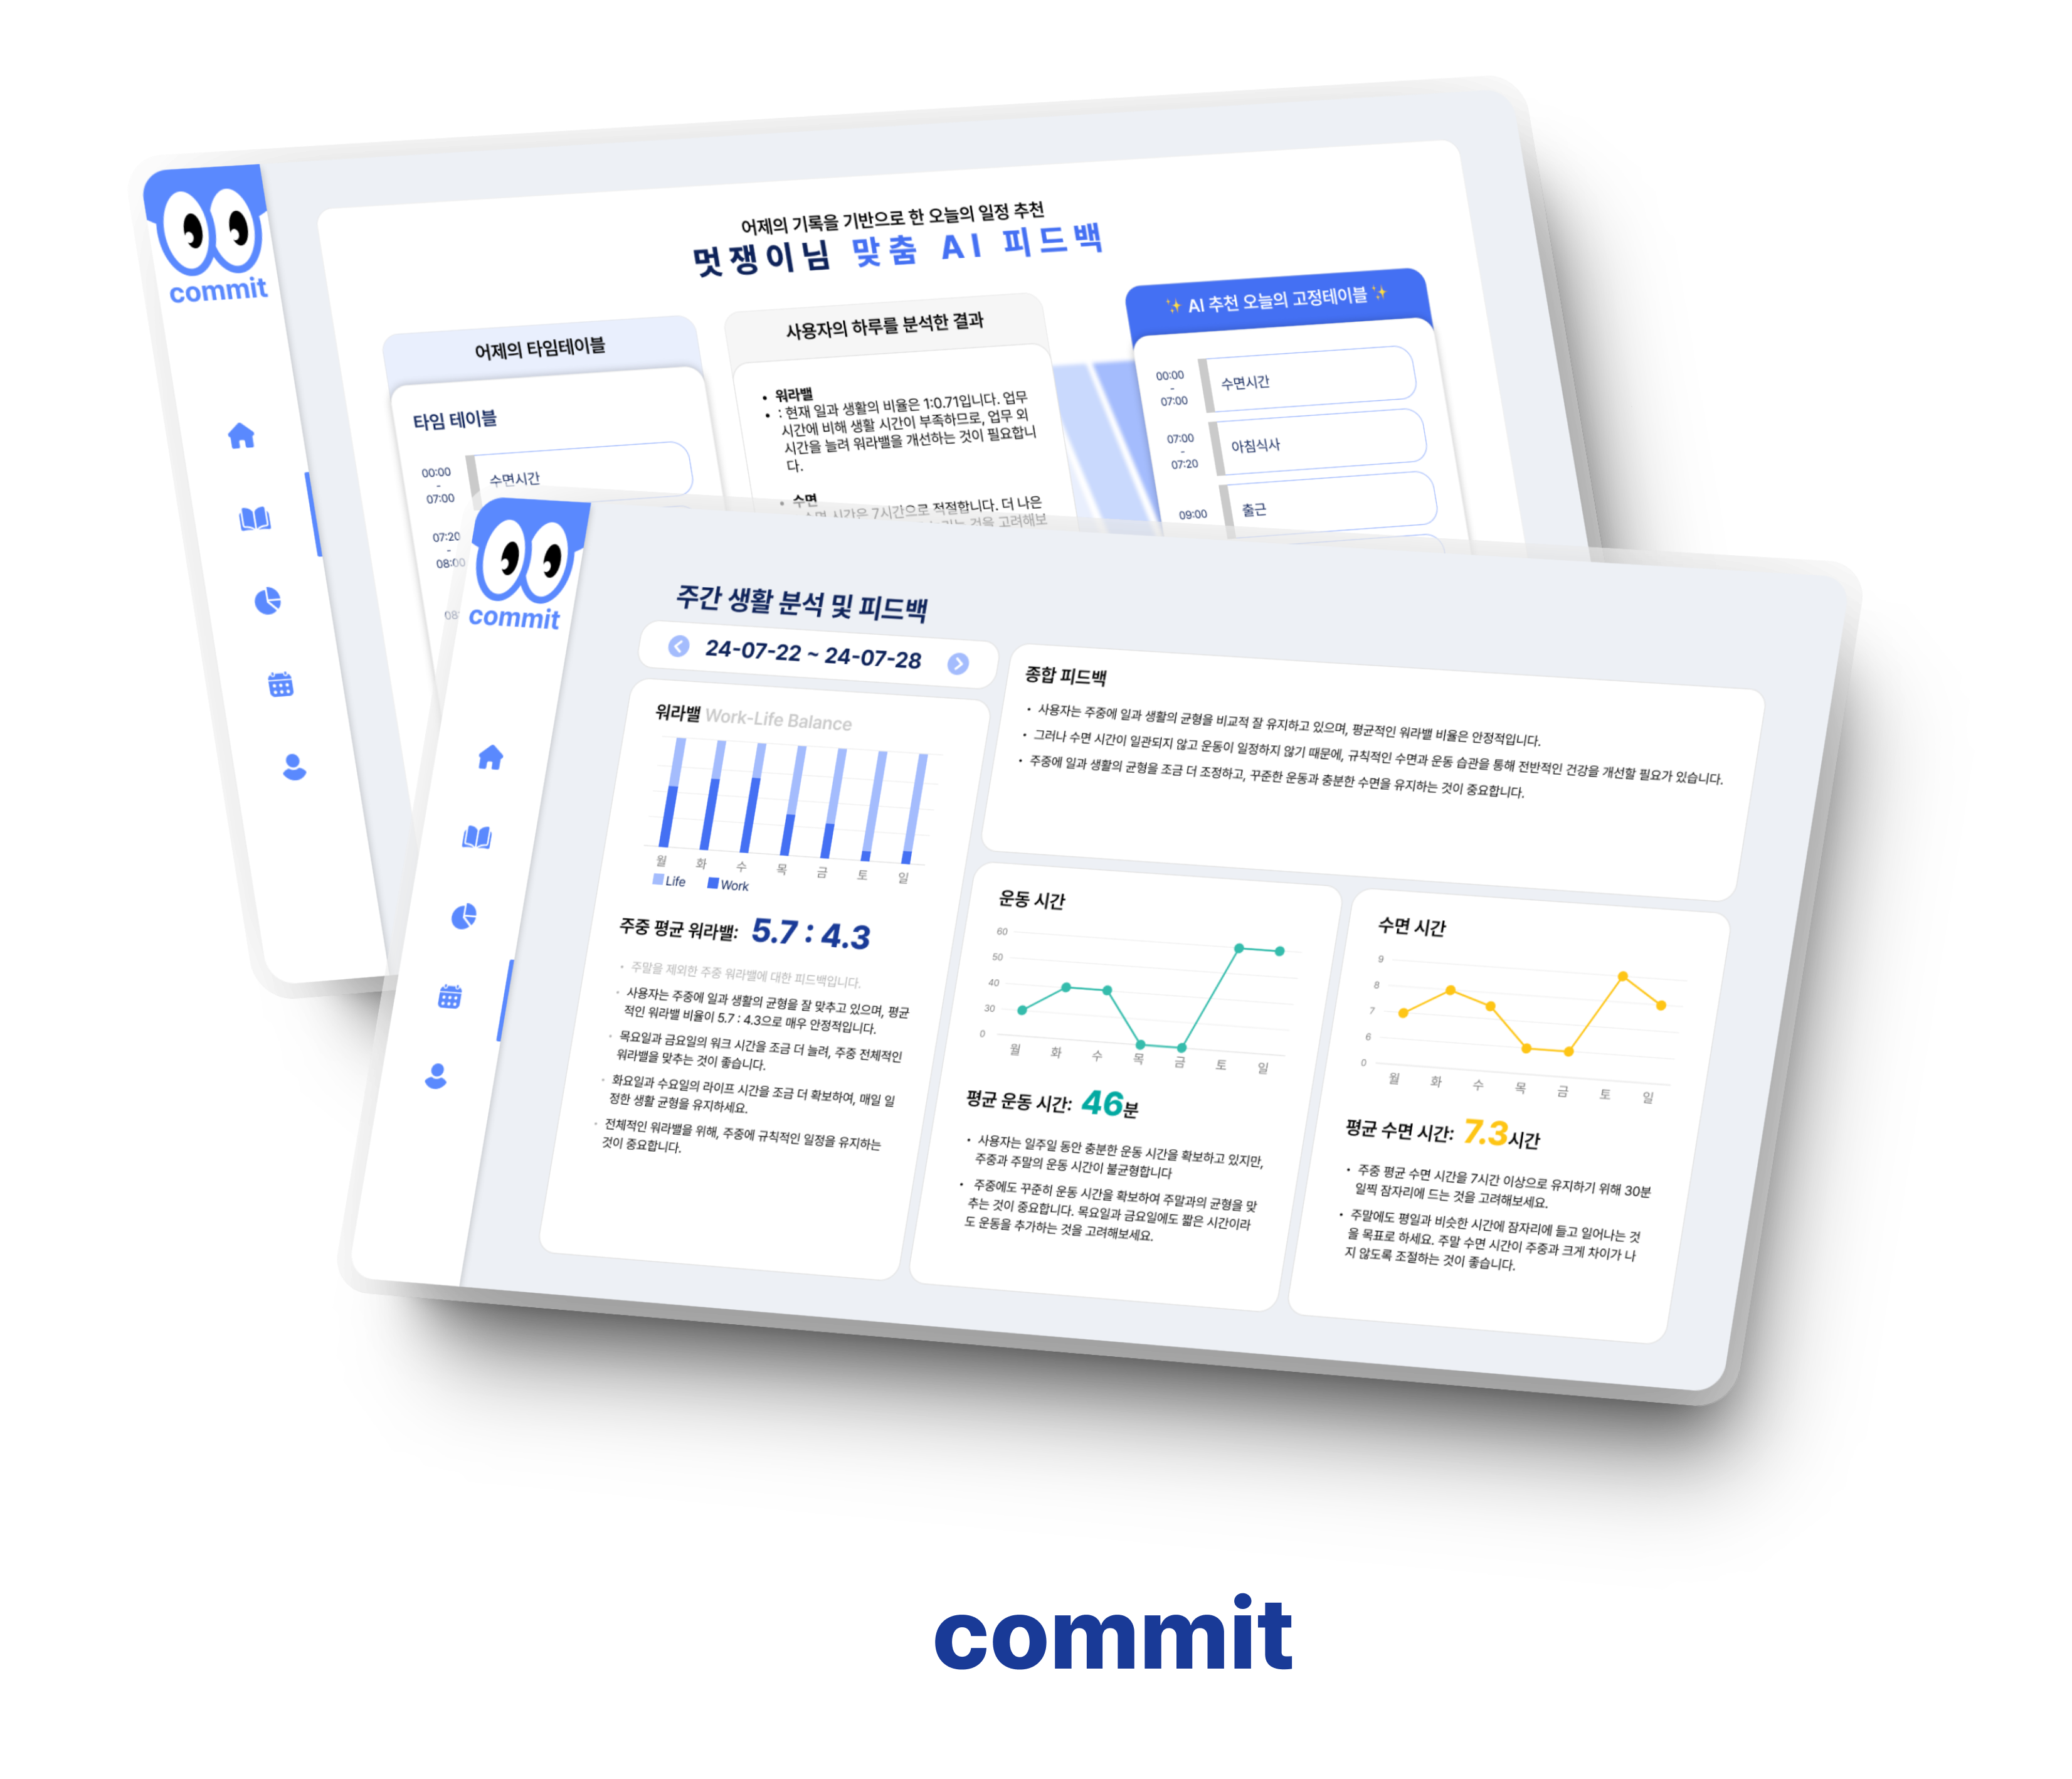 commit
어제의 기록을 기반으로 한 오늘의 일정 추천
멋쟁이님 맞춤 AI 피드백
어제의 타임테이블
타임 테이블
00:00
-
07:00
수면시간
07:20
-
08:00
08:
사용자의 하루를 분석한 결과
• 워라밸
• : 현재 일과 생활의 비율은 1:0.71입니다. 업무
시간에 비해 생활 시간이 부족하므로, 업무 외
시간을 늘려 워라밸을 개선하는 것이 필요합니
다.
• 수면
수면 시간은 7시간으로 적절합니다. 더 나은
것을 고려해보
✨ AI 추천 오늘의 고정테이블 ✨
00:00
-
07:00
수면시간
07:00
-
07:20
아침식사
09:00
출근
commit
주간 생활 분석 및 피드백
24-07-22 ~ 24-07-28
워라밸 Work-Life Balance
월 화 수 목 금 토 일
Life Work
주중 평균 워라밸: 5.7 : 4.3
• 주말을 제외한 주중 워라밸에 대한 피드백입니다.
• 사용자는 주중에 일과 생활의 균형을 잘 맞추고 있으며, 평균
적인 워라밸 비율이 5.7 : 4.3으로 매우 안정적입니다.
• 목요일과 금요일의 워크 시간을 조금 더 늘려, 주중 전체적인
워라밸을 맞추는 것이 좋습니다.
• 화요일과 수요일의 라이프 시간을 조금 더 확보하여, 매일 일
정한 생활 균형을 유지하세요.
• 전체적인 워라밸을 위해, 주중에 규칙적인 일정을 유지하는
것이 중요합니다.
종합 피드백
• 사용자는 주중에 일과 생활의 균형을 비교적 잘 유지하고 있으며, 평균적인 워라밸 비율은 안정적입니다.
• 그러나 수면 시간이 일관되지 않고 운동이 일정하지 않기 때문에, 규칙적인 수면과 운동 습관을 통해 전반적인 건강을 개선할 필요가 있습니다.
• 주중에 일과 생활의 균형을 조금 더 조정하고, 꾸준한 운동과 충분한 수면을 유지하는 것이 중요합니다.
운동 시간
60
50
40
30
0
월 화 수 목 금 토 일
평균 운동 시간: 46분
• 사용자는 일주일 동안 충분한 운동 시간을 확보하고 있지만,
주중과 주말의 운동 시간이 불균형합니다
• 주중에도 꾸준히 운동 시간을 확보하여 주말과의 균형을 맞
추는 것이 중요합니다. 목요일과 금요일에도 짧은 시간이라
도 운동을 추가하는 것을 고려해보세요.
수면 시간
9
8
7
6
0
월 화 수 목 금 토 일
평균 수면 시간: 7.3시간
• 주중 평균 수면 시간을 7시간 이상으로 유지하기 위해 30분
일찍 잠자리에 드는 것을 고려해보세요.
• 주말에도 평일과 비슷한 시간에 잠자리에 들고 일어나는 것
을 목표로 하세요. 주말 수면 시간이 주중과 크게 차이가 나
지 않도록 조절하는 것이 좋습니다.
commit